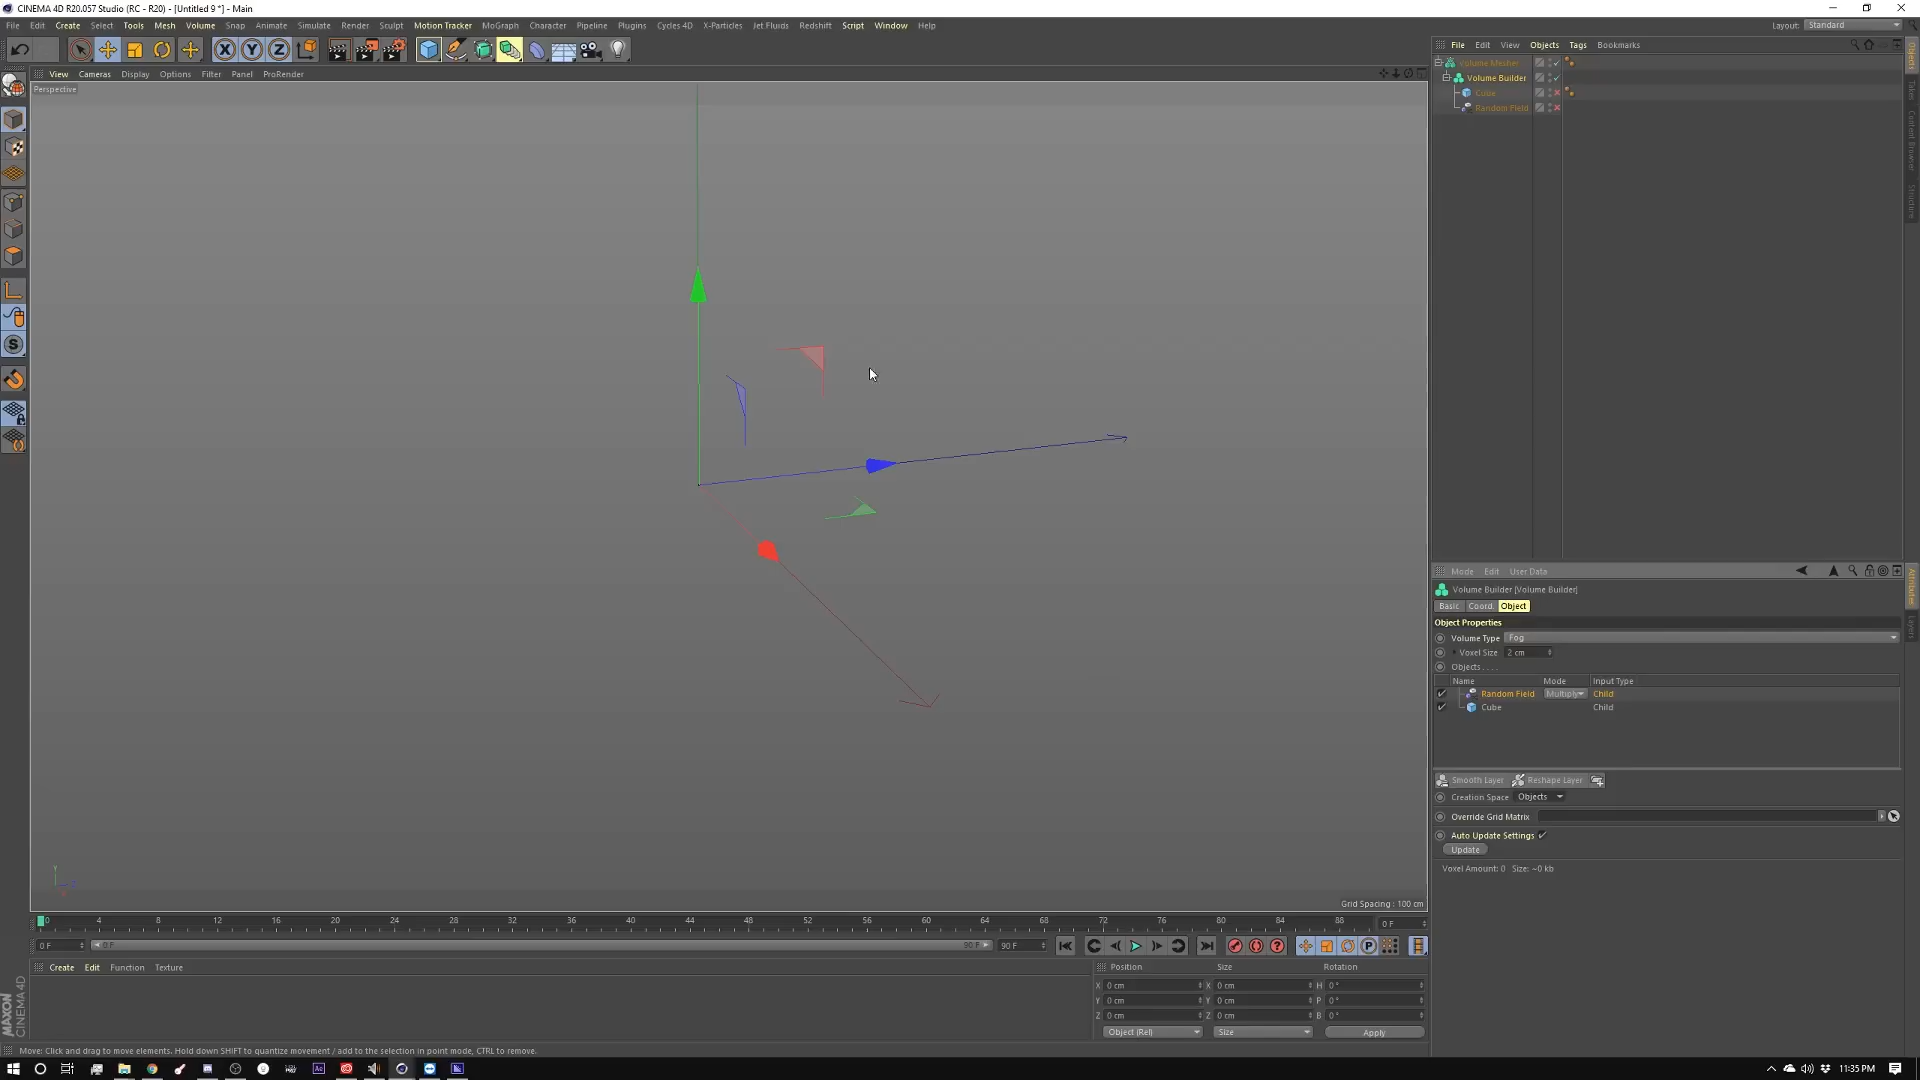 CINEMA 4D R20.057 Studio (RC - R20) - [Untitled 9 *] - Main
File Edit Create Select Tools Mesh Volume Snap Animate Simulate Render Sculpt Motion Tracker MoGraph Character Pipeline Plugins Cycles 4D X-Particles Jet Fluids Redshift Script Window Help
Layout: Standard
View Cameras Display Options Filter Panel ProRender
Perspective
File Edit View Objects Tags Bookmarks
Volume Mesher
Volume Builder
Cube
Random Field
Objects
Takes
Content Browser
Structure
Mode Edit User Data
Volume Builder [Volume Builder]
Basic Coord. Object
Object Properties
Volume Type Fog
Voxel Size 2 cm
Objects . . . .
Name Mode Input Type
Random Field Multiply Child
Cube Child
Smooth Layer Reshape Layer
Creation Space Objects
Override Grid Matrix
Auto Update Settings
Update
Voxel Amount: 0 Size: ~0 kb
Attributes
Layers
Grid Spacing : 100 cm
0 4 8 12 16 20 24 28 32 36 40 44 48 52 56 60 64 68 72 76 80 84 88 0 F
0 F 0 F 90 F 90 F
Create Edit Function Texture
Position Size Rotation
X 0 cm X 0 cm H 0 °
Y 0 cm Y 0 cm P 0 °
Z 0 cm Z 0 cm B 0 °
Object (Rel) Size Apply
MAXON
CINEMA 4D
Move: Click and drag to move elements. Hold down SHIFT to quantize movement / add to the selection in point mode, CTRL to remove.
11:35 PM